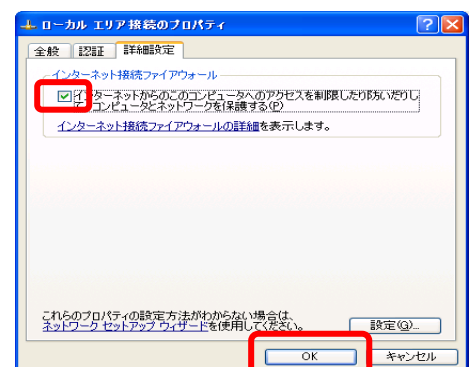 ローカル エリア接続のプロパティ
全般 認証 詳細設定
インターネット接続ファイアウォール
インターネットからのこのコンピュータへのアクセスを制限したり防いだりし
て、コンピュータとネットワークを保護する(P)
インターネット接続ファイアウォールの詳細を表示します。
これらのプロパティの設定方法がわからない場合は、
ネットワーク セットアップ ウィザードを使用してください。
設定(G)...
OK キャンセル